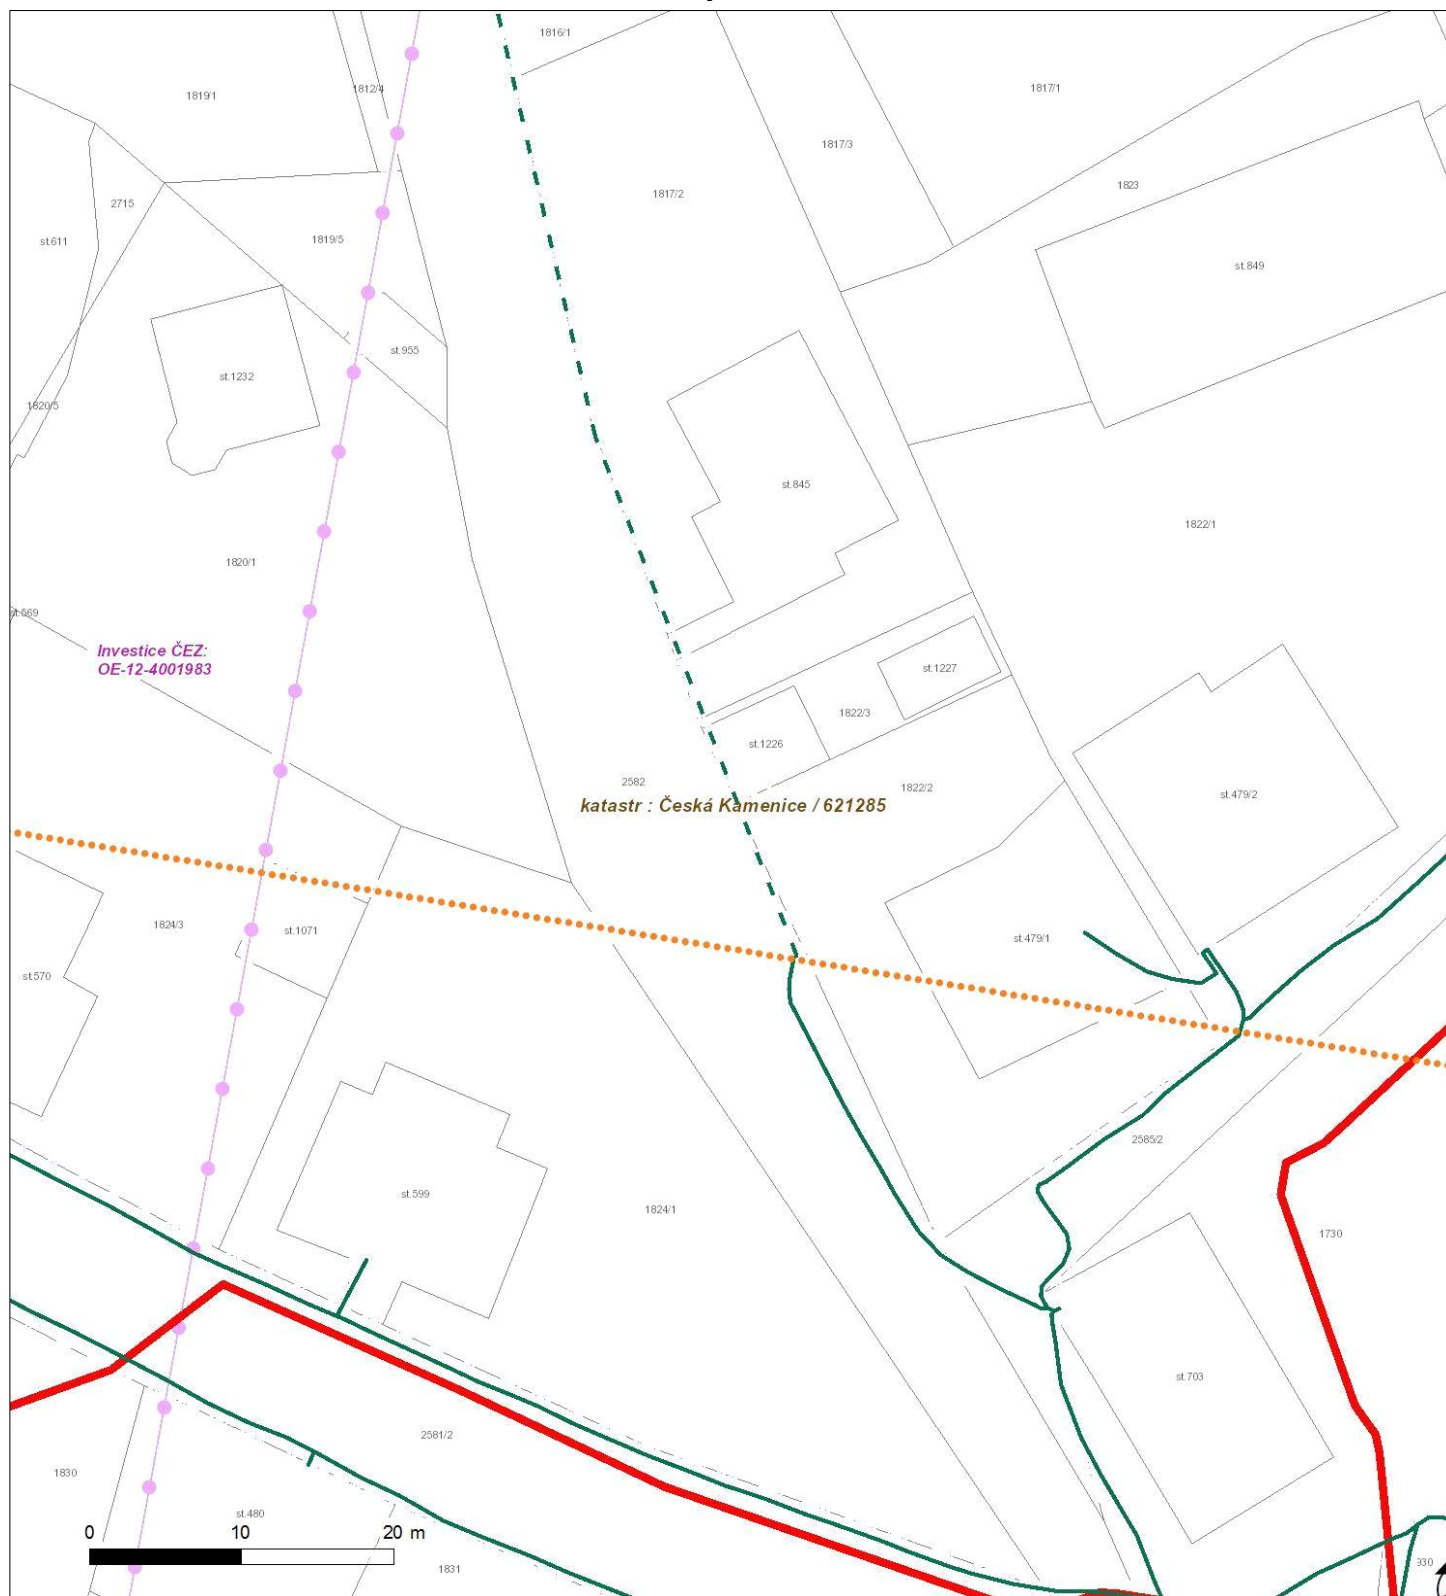 1816/1
1819/1
1812/4
1817/1
1817/3
1823
1817/2
2715
st.611
1819/5
st.849
st.955
st.1232
1820/5
st.845
1822/1
1820/1
st.569
Investice ČEZ:
OE-12-4001983
st.1227
1822/3
st.1226
2582
1822/2
st.479/2
katastr : Česká Kamenice / 621285
1824/3
st.1071
st.479/1
st.570
2585/2
st.599
1824/1
1730
st.703
2581/2
1830
st.480
0 10 20 m
1831
930